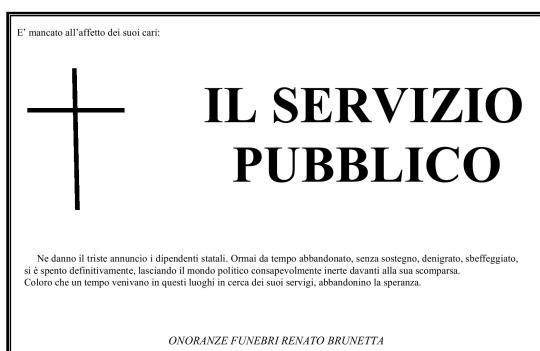 E' mancato all'affetto dei suoi cari:
IL SERVIZIO
PUBBLICO
Ne danno il triste annuncio i dipendenti statali. Ormai da tempo abbandonato, senza sostegno, denigrato, sbeffeggiato,
si è spento definitivamente, lasciando il mondo politico consapevolmente inerte davanti alla sua scomparsa.
Coloro che un tempo venivano in questi luoghi in cerca dei suoi servigi, abbandonino la speranza.
ONORANZE FUNEBRI RENATO BRUNETTA